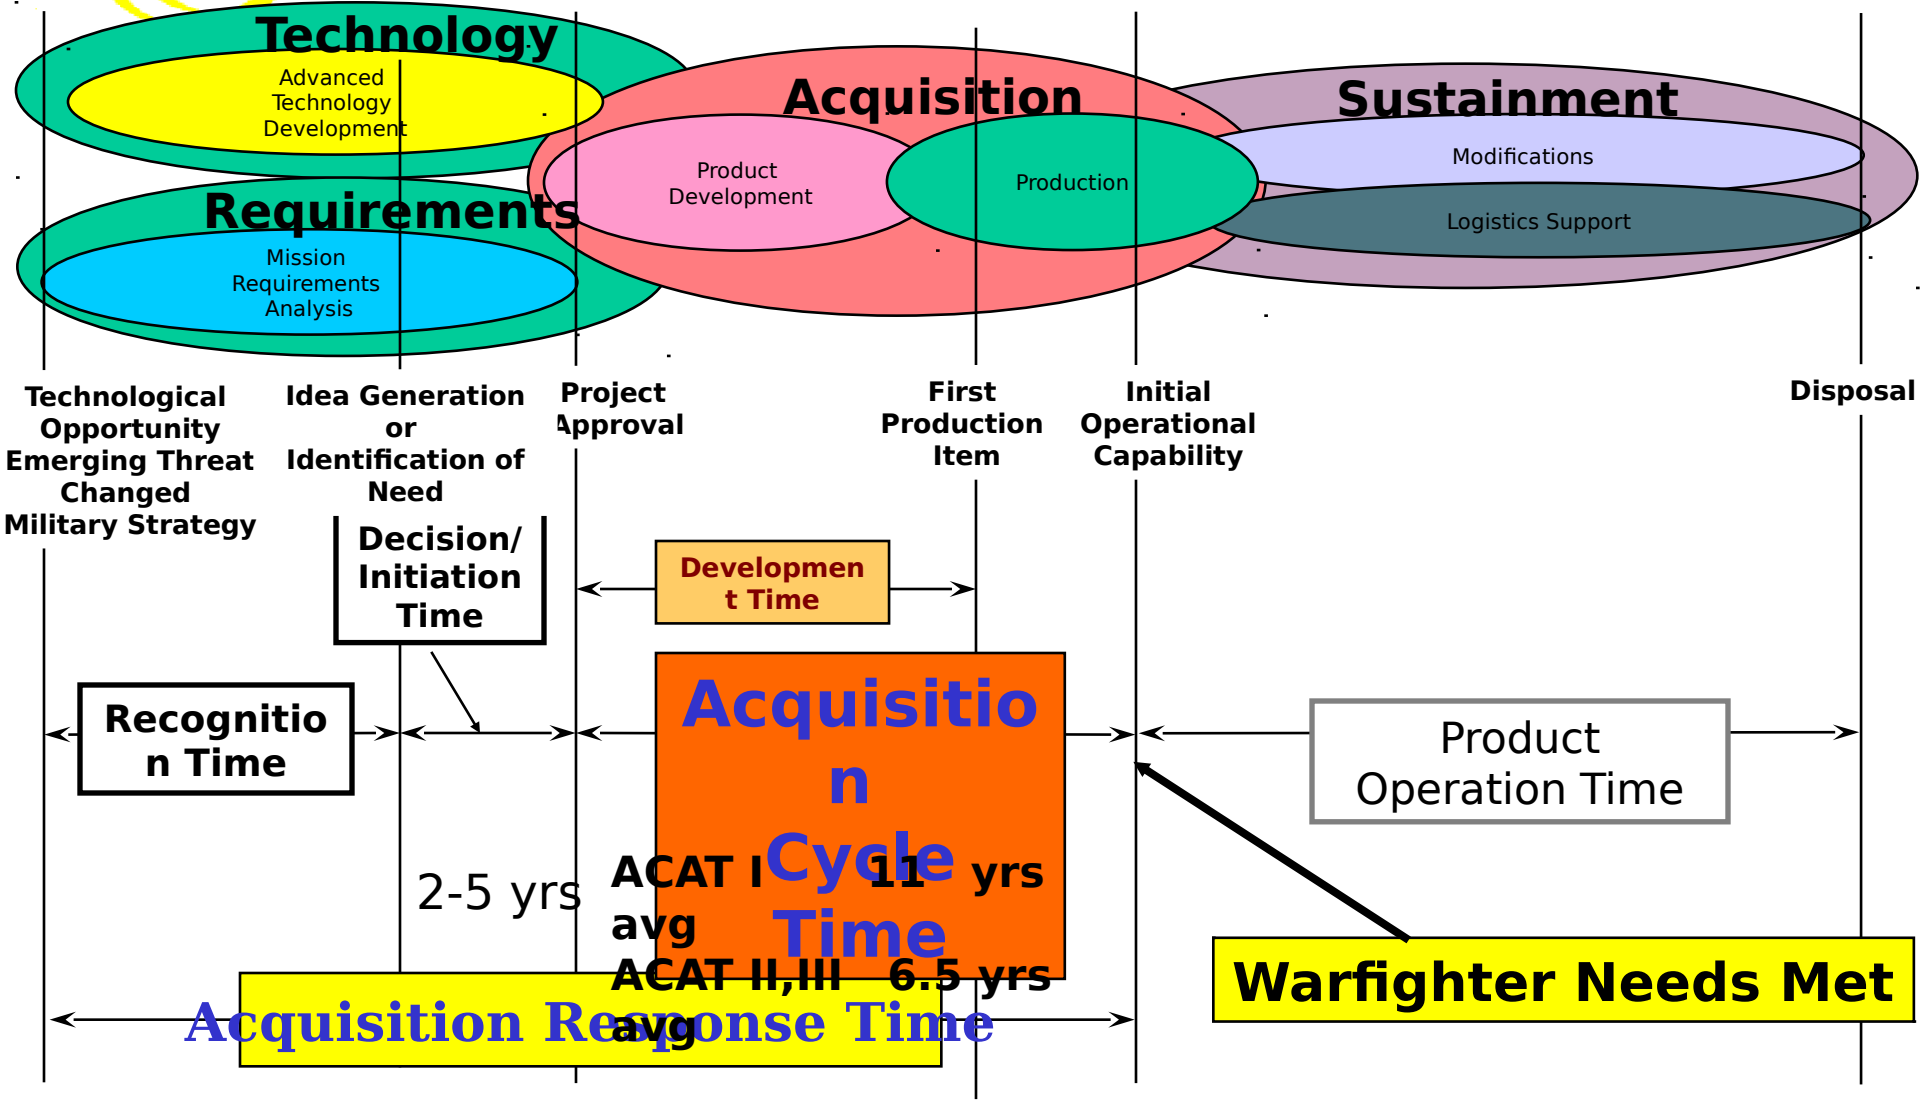 Technology
Advanced
Technology
Development
Requirements
Mission
Requirements
Analysis
Acquisition
Product
Development
Production
Sustainment
Modifications
Logistics Support
Technological
Opportunity
Emerging Threat
Changed
Military Strategy
Idea Generation
or
Identification of
Need
Project
Approval
First
Production
Item
Initial
Operational
Capability
Disposal
Decision/
Initiation
Time
Developmen
t Time
Recognitio
n Time
Acquisitio
n
Cycle
Time
Product
Operation Time
2-5 yrs
ACAT I 11 yrs
avg
ACAT II,III 6.5 yrs
avg
Acquisition Response Time
Warfighter Needs Met